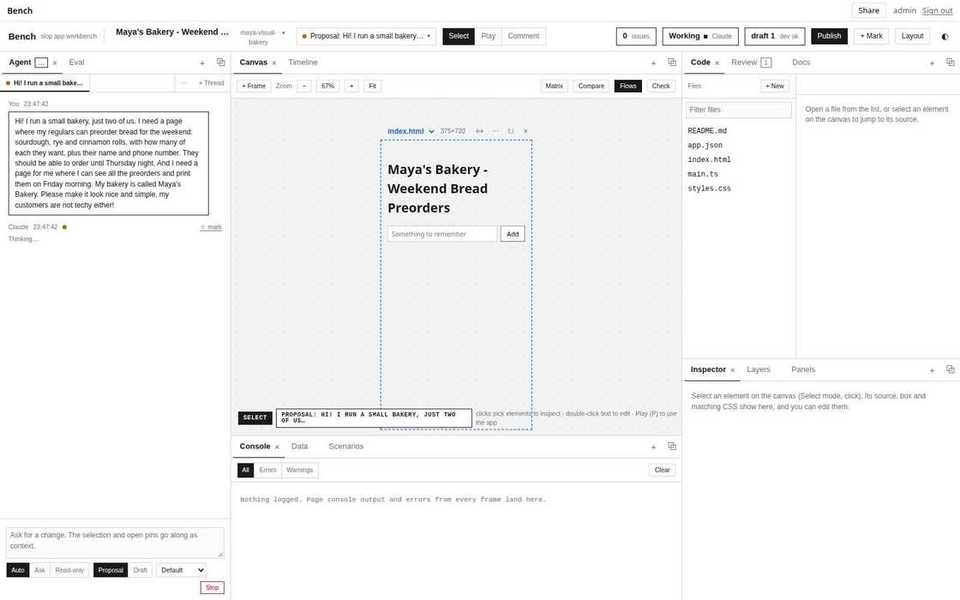 Bench
Share
admin
Sign out
Bench
slop app workbench
Maya's Bakery - Weekend ...
maya-visual-
bakery
Proposal: Hi! I run a small bakery...
Select
Play
Comment
0 issues
Working
Claude
draft 1
dev ok
Publish
+ Mark
Layout
Agent
...
×
Eval
+
Canvas ×
Timeline
+
Code ×
Review 1
Docs
+
Hi! I run a small bake...
...
+ Thread
+ Frame
Zoom
−
67%
+
Fit
Matrix
Compare
Flows
Check
Files
+ New
You 23:47:42
Hi! I run a small bakery, just two of us. I need a page
where my regulars can preorder bread for the weekend:
sourdough, rye and cinnamon rolls, with how many of
each they want, plus their name and phone number. They
should be able to order until Thursday night. And I need a
page for me where I can see all the preorders and print
them on Friday morning. My bakery is called Maya's
Bakery. Please make it look nice and simple, my
customers are not techy either!
Claude 23:47:42
mark
Thinking...
index.html
375×720
×
Maya's Bakery -
Weekend Bread
Preorders
Something to remember
Add
Filter files
README.md
app.json
index.html
main.ts
styles.css
Open a file from the list, or select an element
on the canvas to jump to its source.
SELECT
PROPOSAL: HI! I RUN A SMALL BAKERY, JUST TWO
OF US…
clicks pick elements to inspect · double-click text to edit · Play (P) to use
the app
Console ×
Data
Scenarios
+
All
Errors
Warnings
Clear
Nothing logged. Page console output and errors from every frame land here.
Inspector ×
Layers
Panels
+
Select an element on the canvas (Select mode, click). Its source, box and
matching CSS show here, and you can edit them.
Ask for a change. The selection and open pins go along as
context.
Auto
Ask
Read-only
Proposal
Draft
Default
Stop